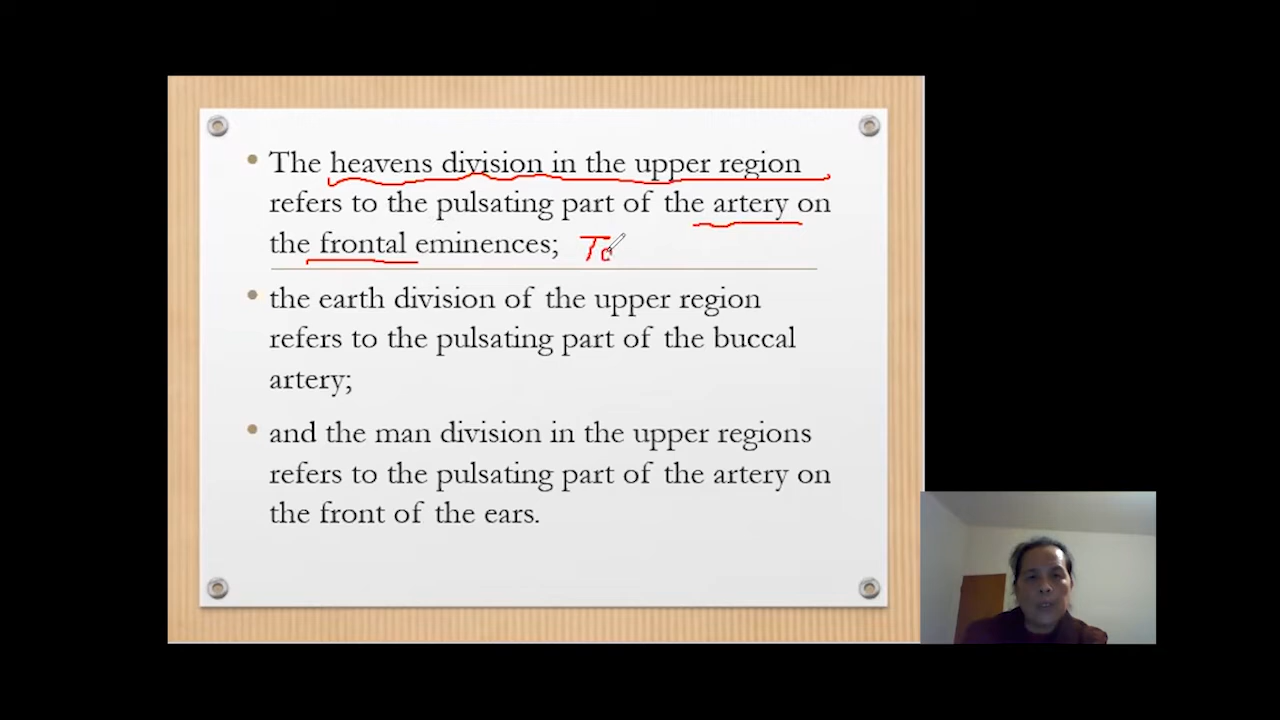 • The heavens division in the upper region
refers to the pulsating part of the artery on
the frontal eminences; Ta
• the earth division of the upper region
refers to the pulsating part of the buccal
artery;
• and the man division in the upper regions
refers to the pulsating part of the artery on
the front of the ears.